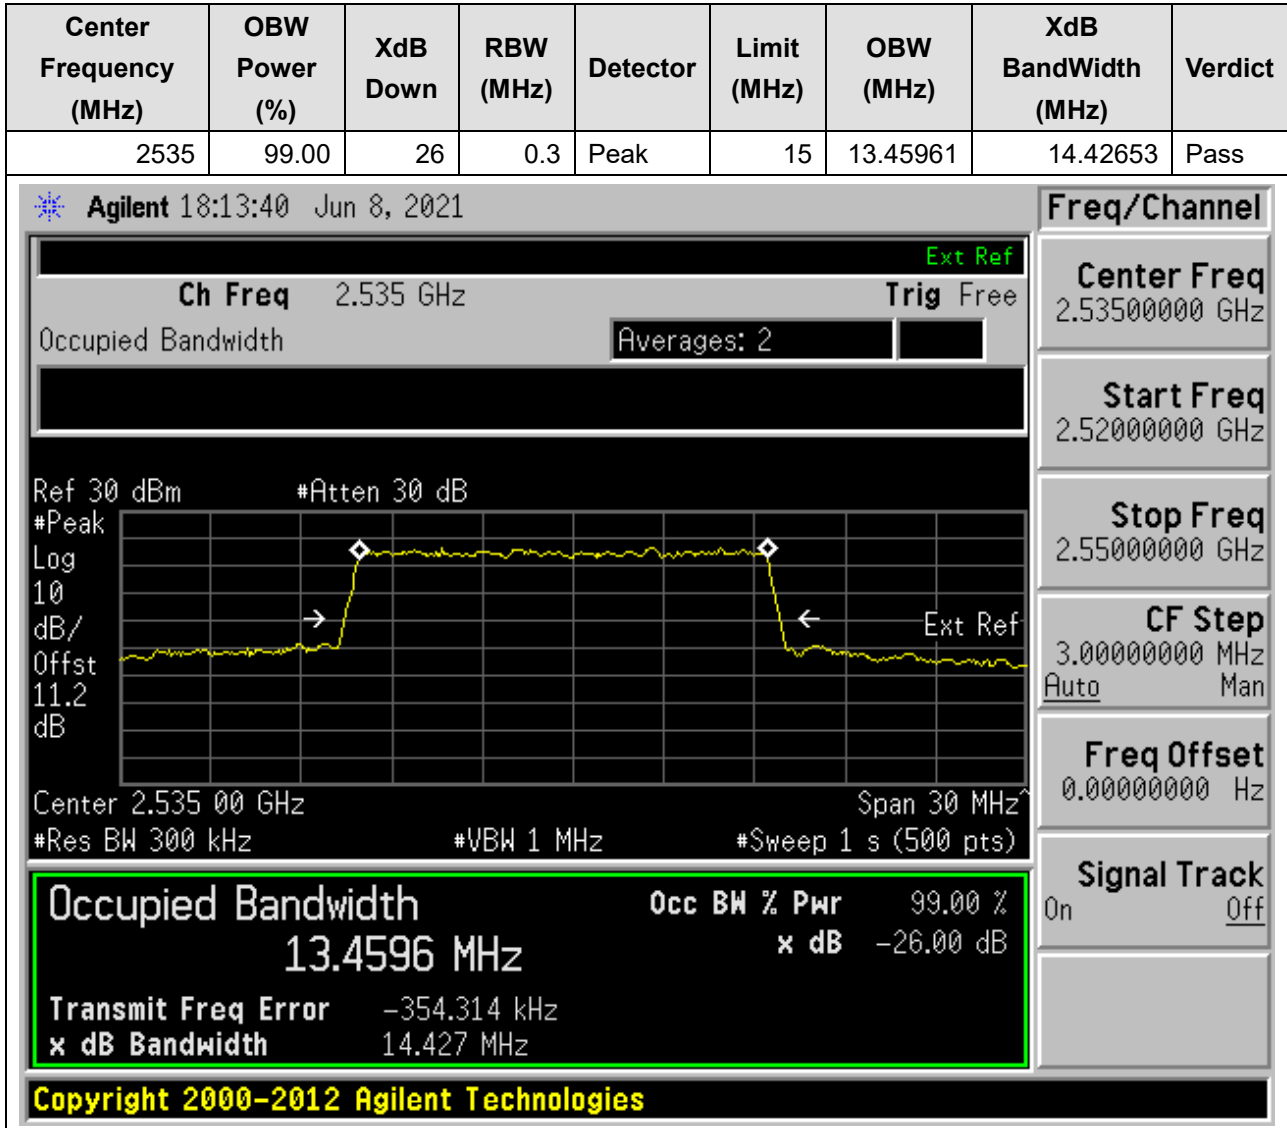 Center Frequency (MHz) OBW Power (%) XdB Down RBW (MHz) Detector Limit (MHz) OBW (MHz) XdB BandWidth (MHz) Verdict
2535 99.00 26 0.3 Peak 15 13.45961 14.42653 Pass
Agilent 18:13:40 Jun 8, 2021
Ext Ref
Ch Freq 2.535 GHz Trig Free
Occupied Bandwidth Averages: 2
Ref 30 dBm #Atten 30 dB
#Peak
Log
10
dB/
Offst
11.2
dB
Ext Ref
Center 2.535 00 GHz Span 30 MHz^
#Res BW 300 kHz #VBW 1 MHz #Sweep 1 s (500 pts)
Occupied Bandwidth Occ BW % Pwr 99.00 %
13.4596 MHz x dB -26.00 dB
Transmit Freq Error -354.314 kHz
x dB Bandwidth 14.427 MHz
Copyright 2000-2012 Agilent Technologies
Freq/Channel
Center Freq
2.53500000 GHz
Start Freq
2.52000000 GHz
Stop Freq
2.55000000 GHz
CF Step
3.00000000 MHz
Auto Man
Freq Offset
0.00000000 Hz
Signal Track
On Off